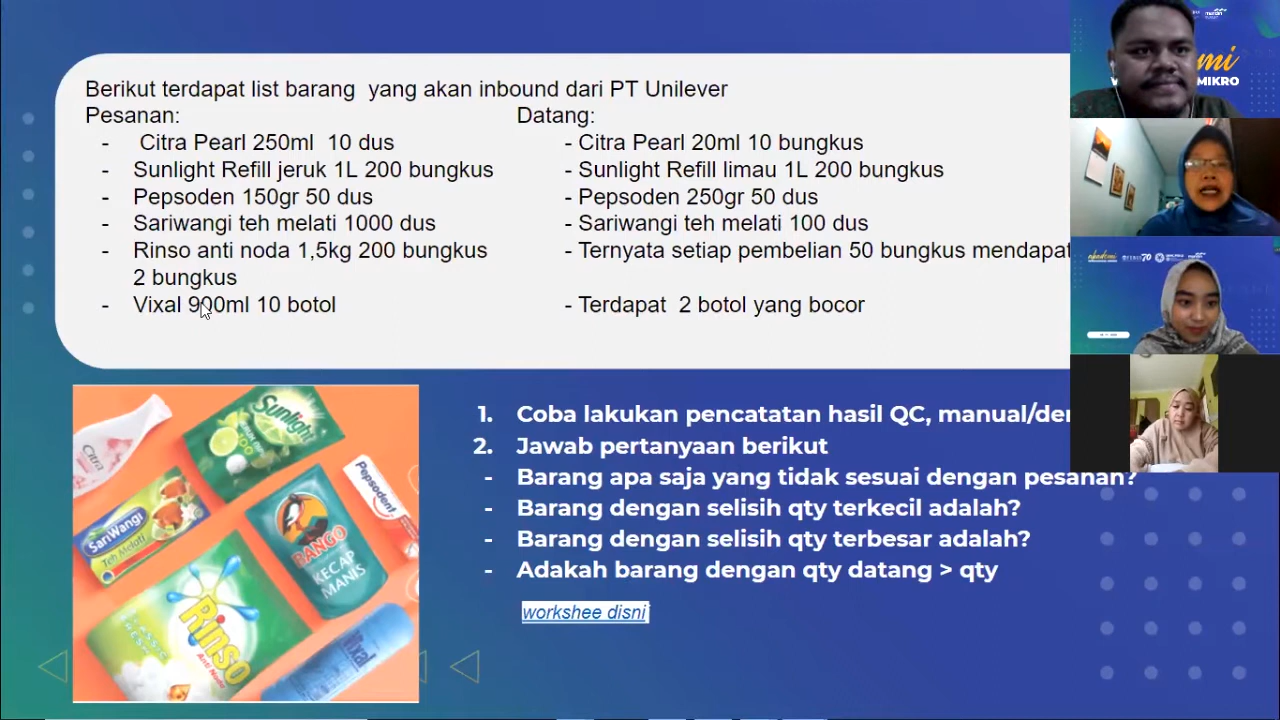 Berikut terdapat list barang yang akan inbound dari PT Unilever
Pesanan: Datang:
- Citra Pearl 250ml 10 dus - Citra Pearl 20ml 10 bungkus
- Sunlight Refill jeruk 1L 200 bungkus - Sunlight Refill limau 1L 200 bungkus
- Pepsoden 150gr 50 dus - Pepsoden 250gr 50 dus
- Sariwangi teh melati 1000 dus - Sariwangi teh melati 100 dus
- Rinso anti noda 1,5kg 200 bungkus - Ternyata setiap pembelian 50 bungkus mendapat
2 bungkus
- Vixal 900ml 10 botol - Terdapat 2 botol yang bocor
1. Coba lakukan pencatatan hasil QC, manual/de
2. Jawab pertanyaan berikut
- Barang apa saja yang tidak sesuai dengan pesanan?
- Barang dengan selisih qty terkecil adalah?
- Barang dengan selisih qty terbesar adalah?
- Adakah barang dengan qty datang > qty
workshee disni
Citra
Sunlight
100
SariWangi
Teh Melati
Pepsodent
BANGO
KECAP
MANIS
Rinso
Anti Noda
Vixal
MIKRO